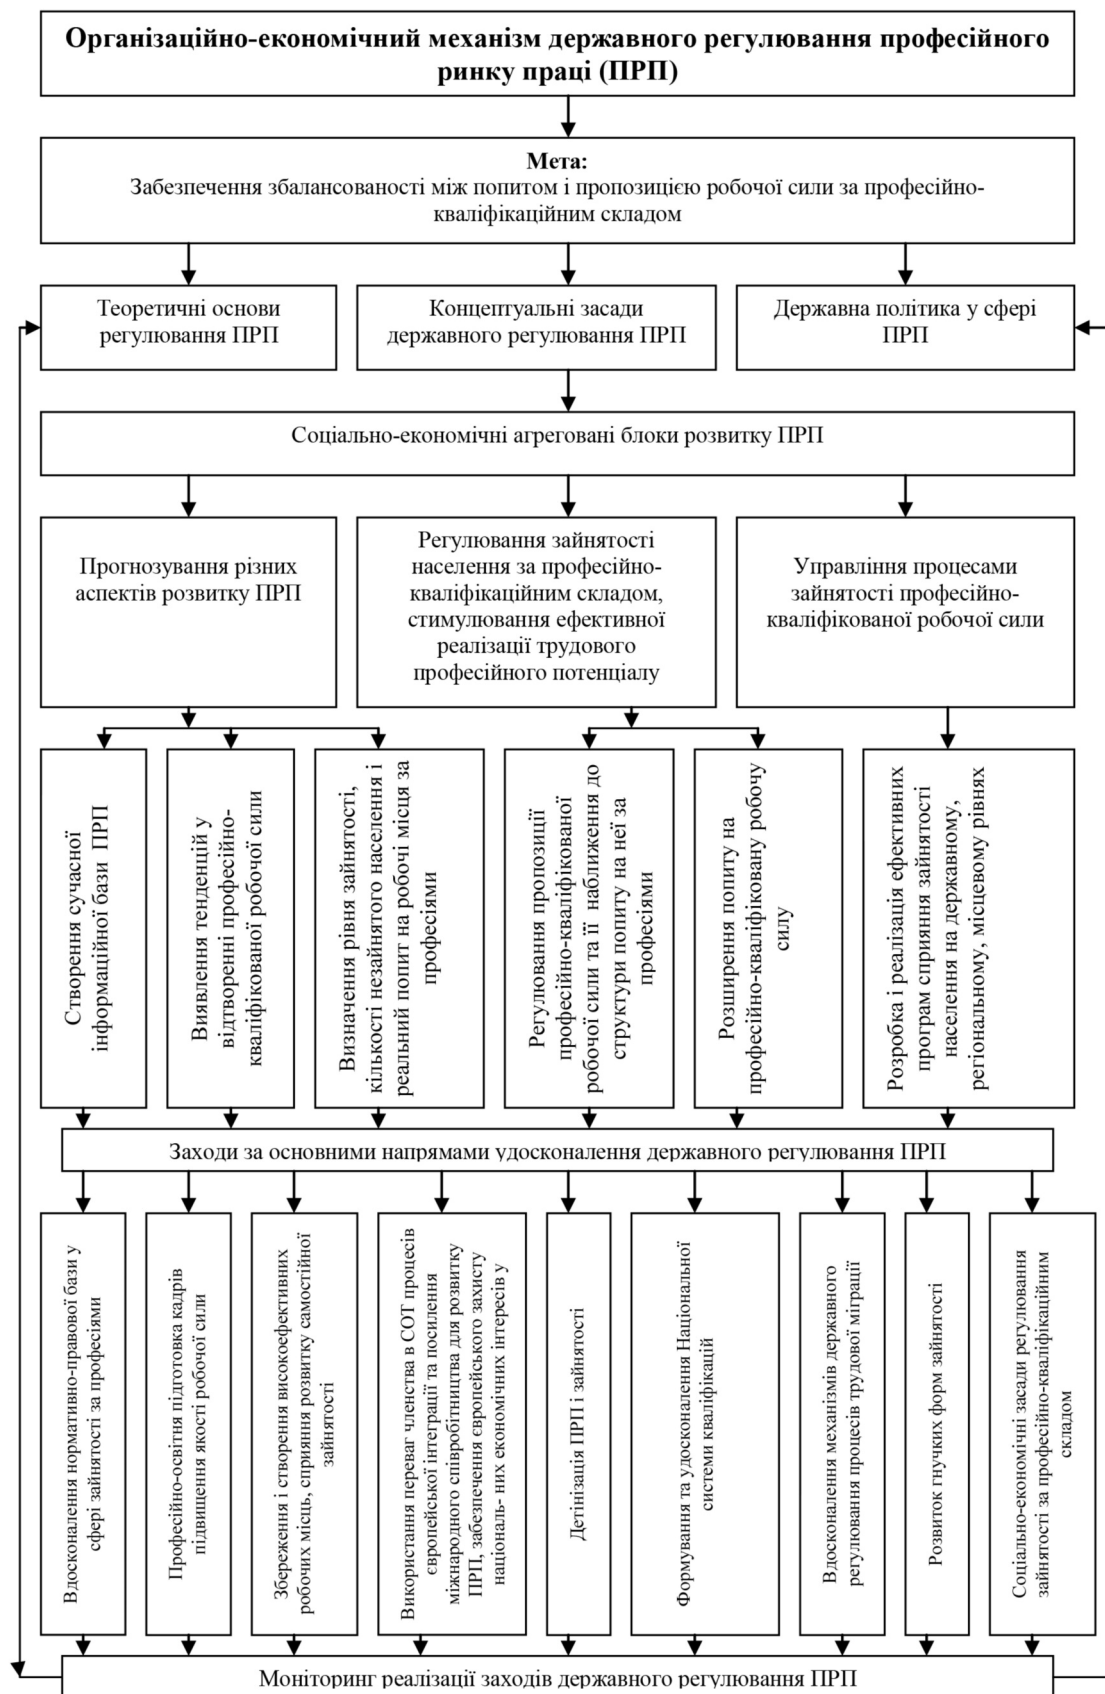 Організаційно-економічний механізм державного регулювання професійного
ринку праці (ПРП)
Мета:
Забезпечення збалансованості між попитом і пропозицією робочої сили за професійно-
кваліфікаційним складом
Теоретичні основи
регулювання ПРП
Концептуальні засади
державного регулювання ПРП
Державна політика у сфері
ПРП
Соціально-економічні агреговані блоки розвитку ПРП
Прогнозування різних
аспектів розвитку ПРП
Регулювання зайнятості
населення за професійно-
кваліфікаційним складом,
стимулювання ефективної
реалізації трудового
професійного потенціалу
Управління процесами
зайнятості професійно-
кваліфікованої робочої сили
Створення сучасної
інформаційної бази ПРП
Виявлення тенденцій у
відтворенні професійно-
кваліфікованої робочої сили
Визначення рівня зайнятості,
кількості незайнятого населення і
реальний попит на робочі місця за
професіями
Регулювання пропозиції
професійно-кваліфікованої
робочої сили та її наближення до
структури попиту на неї за
професіями
Розширення попиту на
професійно-кваліфіковану робочу
силу
Розробка і реалізація ефективних
програм сприяння зайнятості
населення на державному,
регіональному, місцевому рівнях
Заходи за основними напрямами удосконалення державного регулювання ПРП
Вдосконалення нормативно-правової бази у
сфері зайнятості за професіями
Професійно-освітня підготовка кадрів
підвищення якості робочої сили
Збереження і створення високоефективних
робочих місць, сприяння розвитку самостійної
зайнятості
Використання переваг членства в СОТ процесів
європейської інтеграції та посилення
міжнародного співробітництва для розвитку
ПРП, забезпечення європейського захисту
національ- них економічних інтересів у
Детінізація ПРП і зайнятості
Формування та удосконалення Національної
системи кваліфікацій
Вдосконалення механізмів державного
регулювання процесів трудової міграції
Розвиток гнучких форм зайнятості
Соціально-економічні засади регулювання
зайнятості за професійно-кваліфікаційним
складом
Моніторинг реалізації заходів державного регулювання ПРП